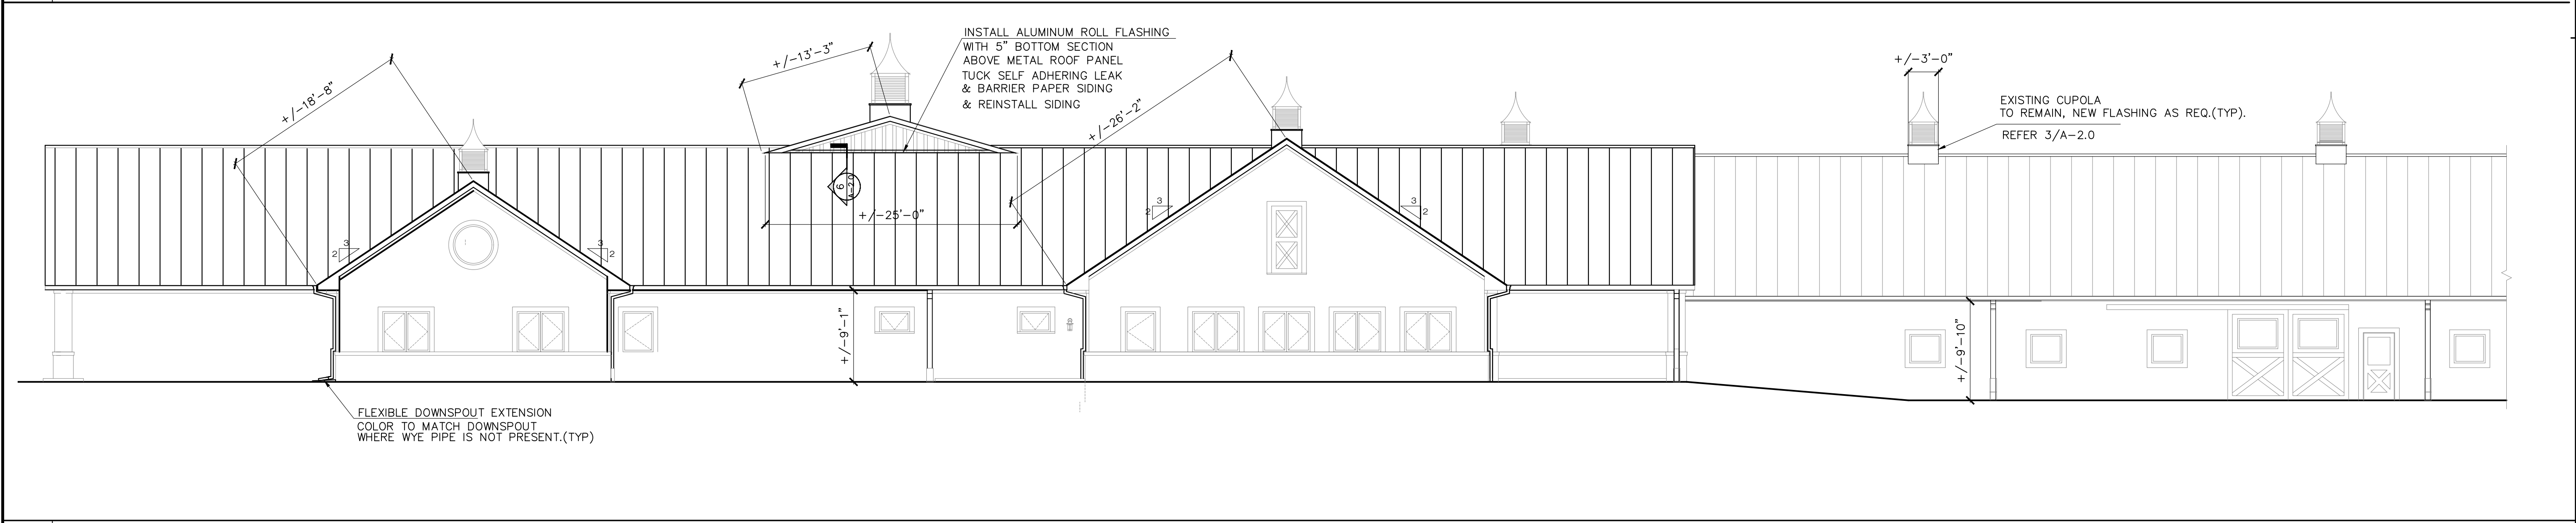 +/-18'-8"
+/-13'-3"
INSTALL ALUMINUM ROLL FLASHING
WITH 5" BOTTOM SECTION
ABOVE METAL ROOF PANEL
TUCK SELF ADHERING LEAK
& BARRIER PAPER SIDING
& REINSTALL SIDING
+/-26'-2"
+/-3'-0"
EXISTING CUPOLA
TO REMAIN, NEW FLASHING AS REQ.(TYP).
REFER 3/A-2.0
6
A-2.0
+/-25'-0"
3
2
3
2
3
2
3
2
+/-9'-1"
+/-9'-10"
FLEXIBLE DOWNSPOUT EXTENSION
COLOR TO MATCH DOWNSPOUT
WHERE WYE PIPE IS NOT PRESENT.(TYP)